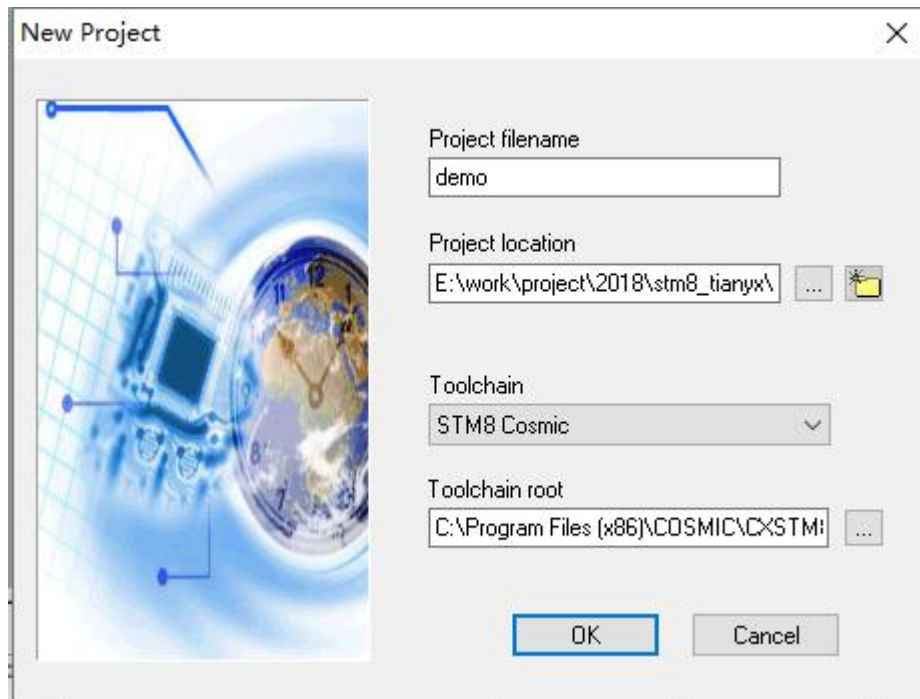 New Project
Project filename
demo
Project location
E:\work\project\2018\stm8_tianyx\
...
Toolchain
STM8 Cosmic
Toolchain root
C:\Program Files (x86)\COSMIC\CXSTM
...
OK
Cancel